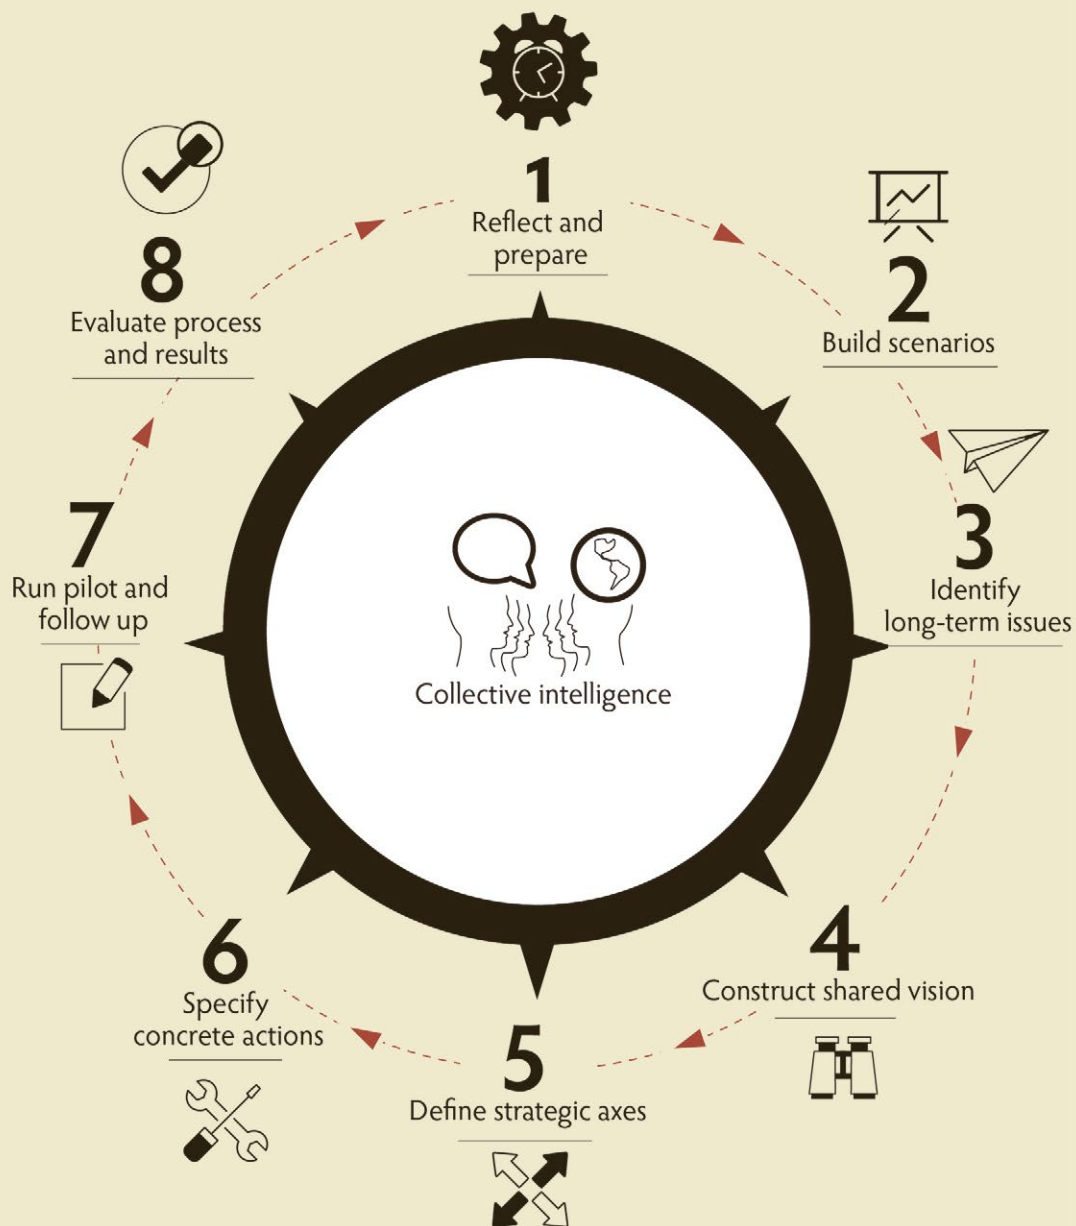 1
Reflect and
prepare
2
Build scenarios
3
Identify
long-term issues
4
Construct shared vision
5
Define strategic axes
6
Specify
concrete actions
7
Run pilot and
follow up
8
Evaluate process
and results
Collective intelligence